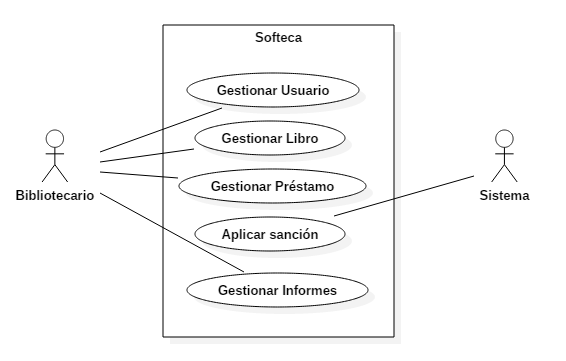 Softeca
Gestionar Usuario
Gestionar Libro
Gestionar Préstamo
Bibliotecario
Sistema
Aplicar sanción
Gestionar Informes